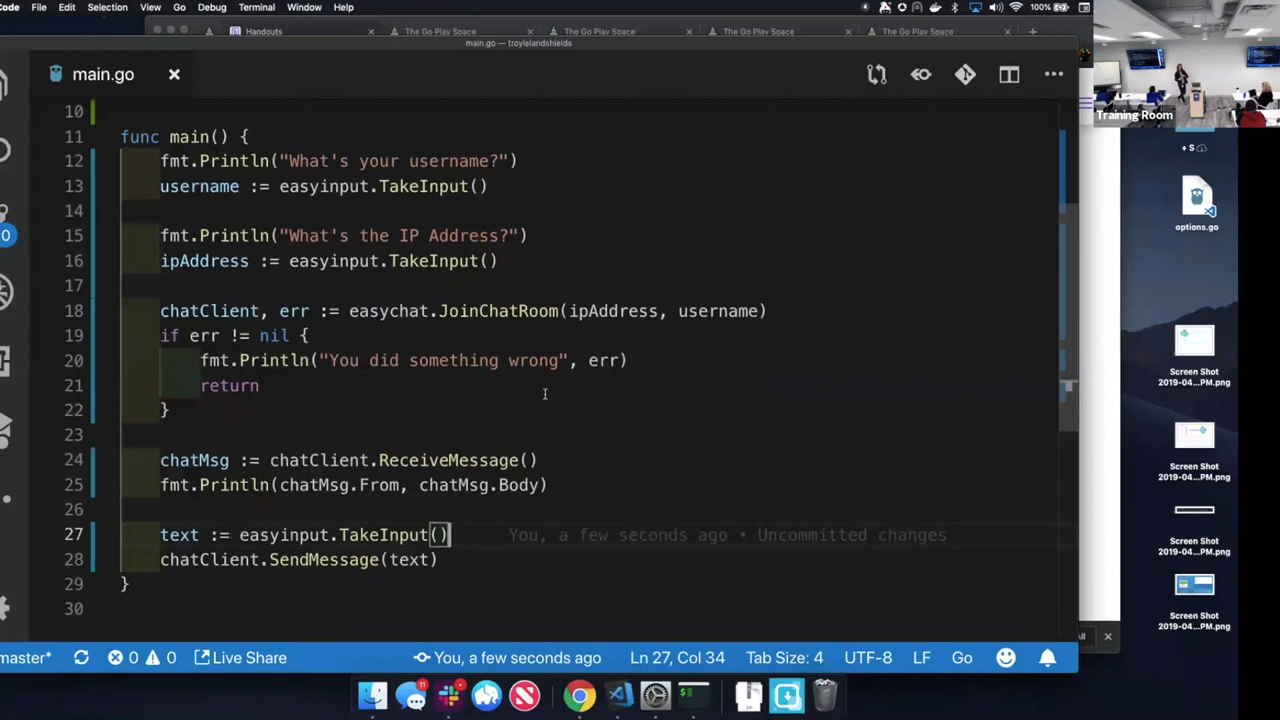 Code File Edit Selection View Go Debug Terminal Window Help 100%
Handouts The Go Play Space The Go Play Space The Go Play Space The Go Play Space
main.go — troylelandshields
main.go
Training Room
10
11 func main() {
12 fmt.Println("What's your username?")
13 username := easyinput.TakeInput()
14
15 fmt.Println("What's the IP Address?")
16 ipAddress := easyinput.TakeInput()
17
18 chatClient, err := easychat.JoinChatRoom(ipAddress, username)
19 if err != nil {
20 fmt.Println("You did something wrong", err)
21 return
22 }
23
24 chatMsg := chatClient.ReceiveMessage()
25 fmt.Println(chatMsg.From, chatMsg.Body)
26
27 text := easyinput.TakeInput() You, a few seconds ago • Uncommitted changes
28 chatClient.SendMessage(text)
29 }
30
master* 0 0 Live Share You, a few seconds ago Ln 27, Col 34 Tab Size: 4 UTF-8 LF Go
+ S
options.go
Screen Shot
2019-04...PM.png
Screen Shot
2019-04...PM.png
Screen Shot
2019-04...PM.png
Screen Shot
2019-04...PM.png
11